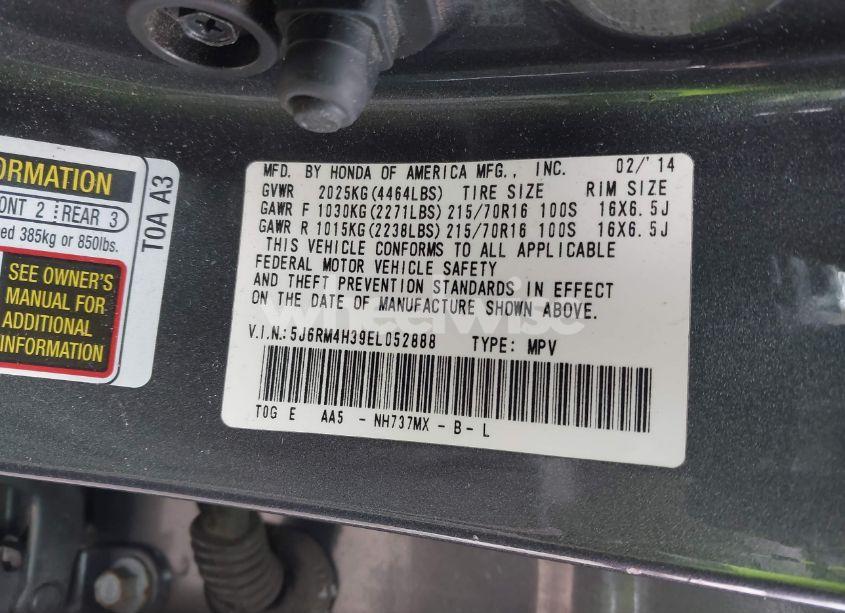 ORMATION
ONT 2 REAR 3
ed 385kg or 850lbs.
SEE OWNER'S
MANUAL FOR
ADDITIONAL
INFORMATION
T0A A3
MFD. BY HONDA OF AMERICA MFG., INC. 02/'14
GVWR 2025KG(4464LBS) TIRE SIZE RIM SIZE
GAWR F 1030KG(2271LBS) 215/70R16 100S 16X6.5J
GAWR R 1015KG(2238LBS) 215/70R16 100S 16X6.5J
THIS VEHICLE CONFORMS TO ALL APPLICABLE
FEDERAL MOTOR VEHICLE SAFETY
AND THEFT PREVENTION STANDARDS IN EFFECT
ON THE DATE OF MANUFACTURE SHOWN ABOVE.
V.I.N.:5J6RM4H39EL052888 TYPE: MPV
T0G E AA5 - NH737MX - B - L
wheelwise